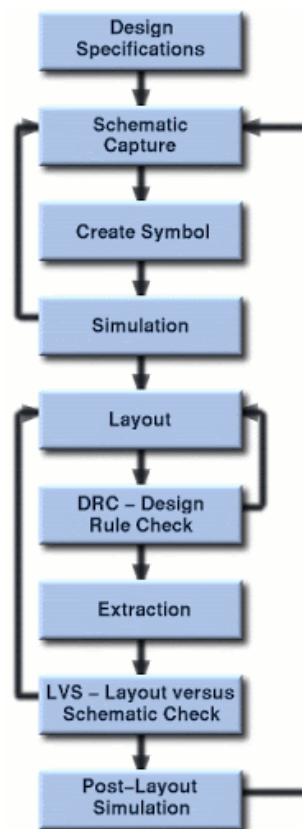 Design
Specifications
Schematic
Capture
Create Symbol
Simulation
Layout
DRC – Design
Rule Check
Extraction
LVS – Layout versus
Schematic Check
Post–Layout
Simulation